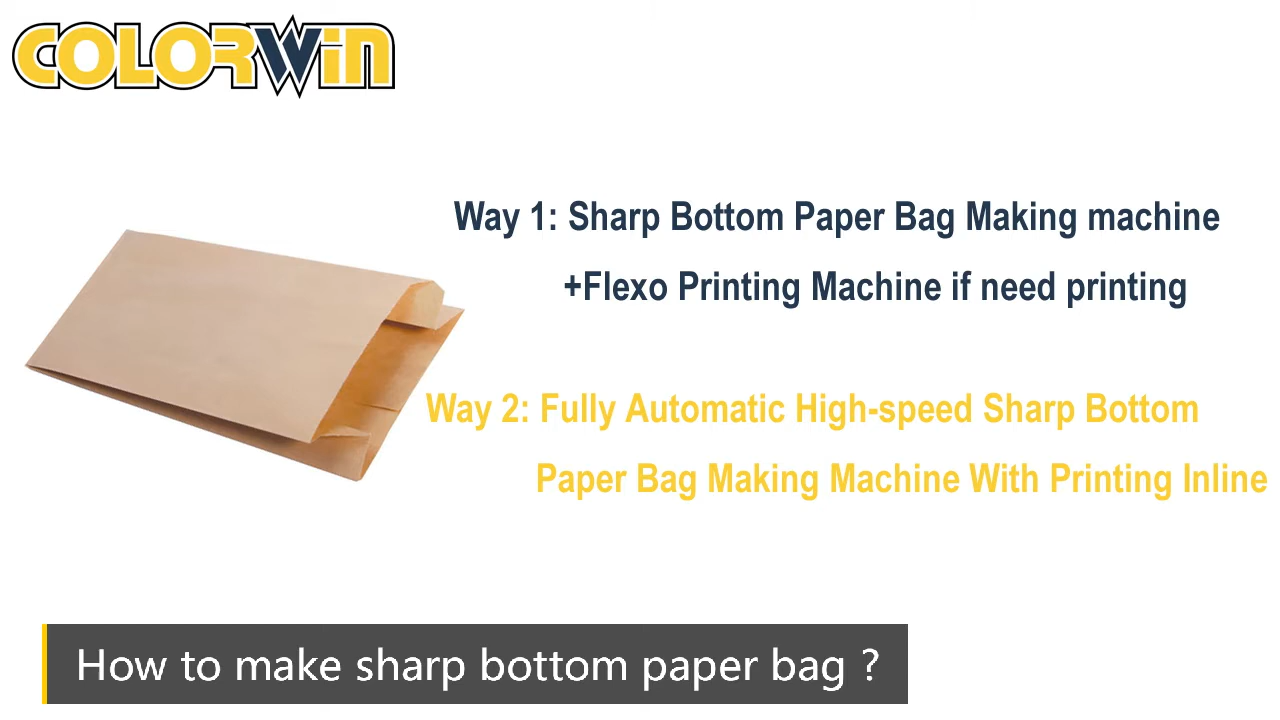 COLORWiN
Way 1: Sharp Bottom Paper Bag Making machine
+Flexo Printing Machine if need printing
Way 2: Fully Automatic High-speed Sharp Bottom
Paper Bag Making Machine With Printing Inline
How to make sharp bottom paper bag ?